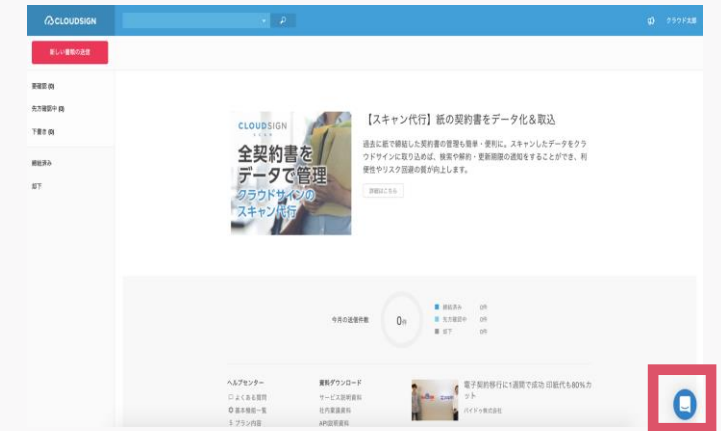 CLOUDSIGN
クラウド太郎
新しい書類の送信
要確認 (0)
先方確認中 (0)
下書き (0)
締結済み
却下
CLOUDSIGN
全契約書を
データで管理
クラウドサインの
スキャン代行
【スキャン代行】紙の契約書をデータ化&取込
過去に紙で締結した契約書の管理も簡単・便利に。スキャンしたデータをクラ
ウドサインに取り込めば、検索や解約・更新期限の通知をすることができ、利
便性やリスク回避の質が向上します。
詳細はこちら
今月の送信件数
0件
締結済み 0件
先方確認中 0件
却下 0件
ヘルプセンター
よくある質問
基本機能一覧
プラン内容
資料ダウンロード
サービス説明資料
社内稟議資料
API説明資料
電子契約移行に1週間で成功 印紙代も80%カ
ット
バイドゥ株式会社